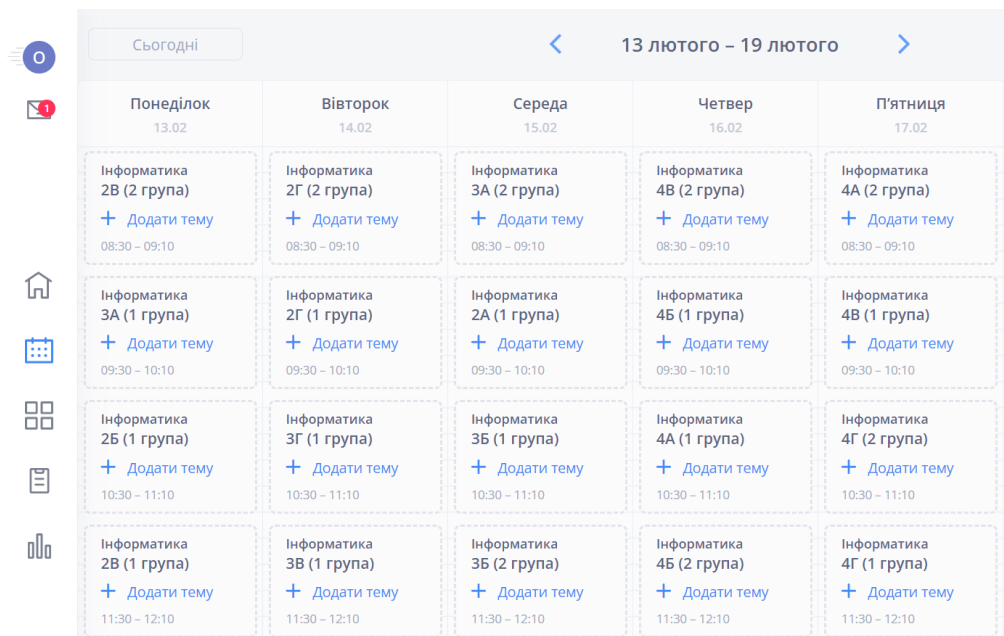 О
1
Сьогодні
13 лютого – 19 лютого
Понеділок
13.02
Вівторок
14.02
Середа
15.02
Четвер
16.02
П'ятниця
17.02
Інформатика
2В (2 група)
+ Додати тему
08:30 – 09:10
Інформатика
2Г (2 група)
+ Додати тему
08:30 – 09:10
Інформатика
3А (2 група)
+ Додати тему
08:30 – 09:10
Інформатика
4В (2 група)
+ Додати тему
08:30 – 09:10
Інформатика
4А (2 група)
+ Додати тему
08:30 – 09:10
Інформатика
3А (1 група)
+ Додати тему
09:30 – 10:10
Інформатика
2Г (1 група)
+ Додати тему
09:30 – 10:10
Інформатика
2А (1 група)
+ Додати тему
09:30 – 10:10
Інформатика
4Б (1 група)
+ Додати тему
09:30 – 10:10
Інформатика
4В (1 група)
+ Додати тему
09:30 – 10:10
Інформатика
2Б (1 група)
+ Додати тему
10:30 – 11:10
Інформатика
3Г (1 група)
+ Додати тему
10:30 – 11:10
Інформатика
3Б (1 група)
+ Додати тему
10:30 – 11:10
Інформатика
4А (1 група)
+ Додати тему
10:30 – 11:10
Інформатика
4Г (2 група)
+ Додати тему
10:30 – 11:10
Інформатика
2В (1 група)
+ Додати тему
11:30 – 12:10
Інформатика
3В (1 група)
+ Додати тему
11:30 – 12:10
Інформатика
3Б (2 група)
+ Додати тему
11:30 – 12:10
Інформатика
4Б (2 група)
+ Додати тему
11:30 – 12:10
Інформатика
4Г (1 група)
+ Додати тему
11:30 – 12:10